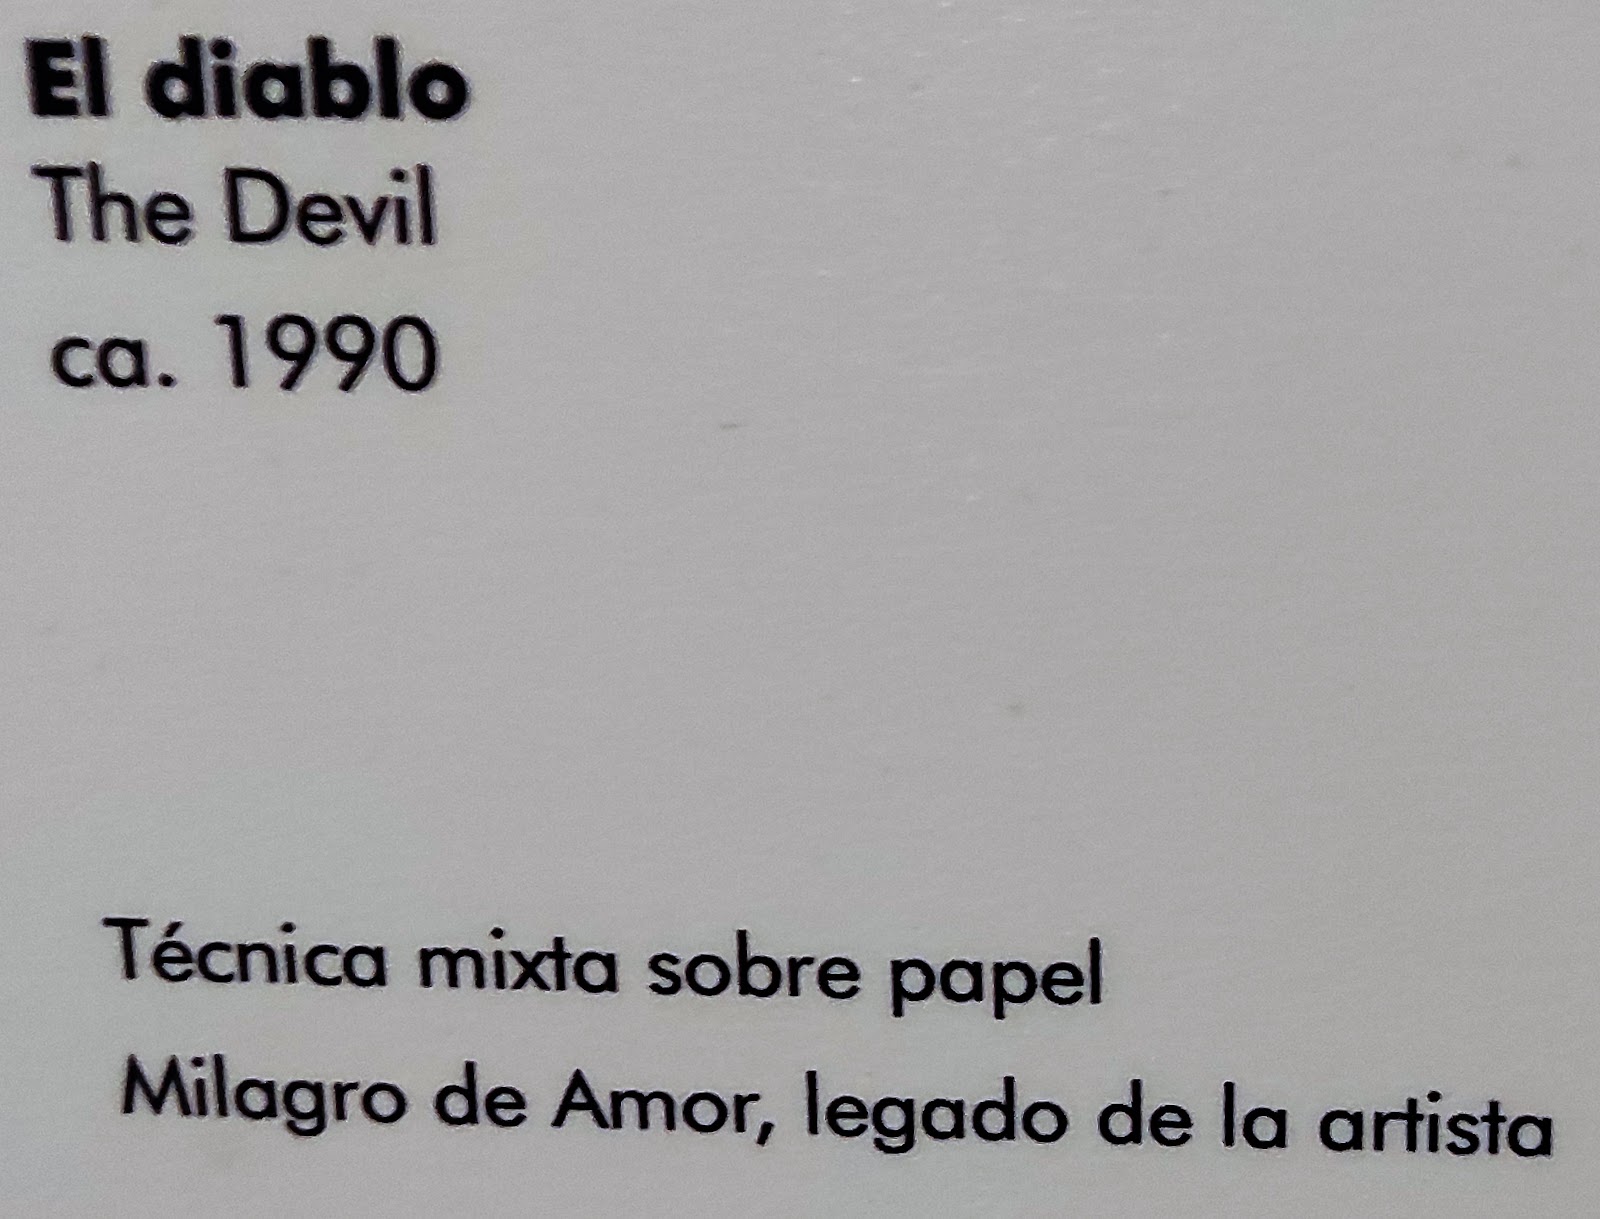 El diablo
The Devil
ca. 1990
Técnica mixta sobre papel
Milagro de Amor, legado de la artista